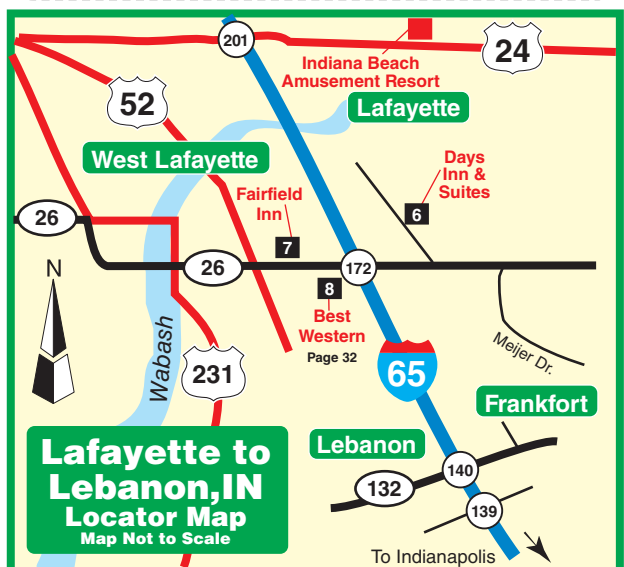 201
Indiana Beach
Amusement Resort
24
52
Lafayette
West Lafayette
Days
Inn &
Suites
Fairfield
Inn
6
26
7
26
172
N
8
Best
Western
Page 32
Wabash
Meijer Dr.
65
231
Frankfort
Lebanon
Lafayette to
Lebanon,IN
Locator Map
Map Not to Scale
140
132
139
To Indianapolis